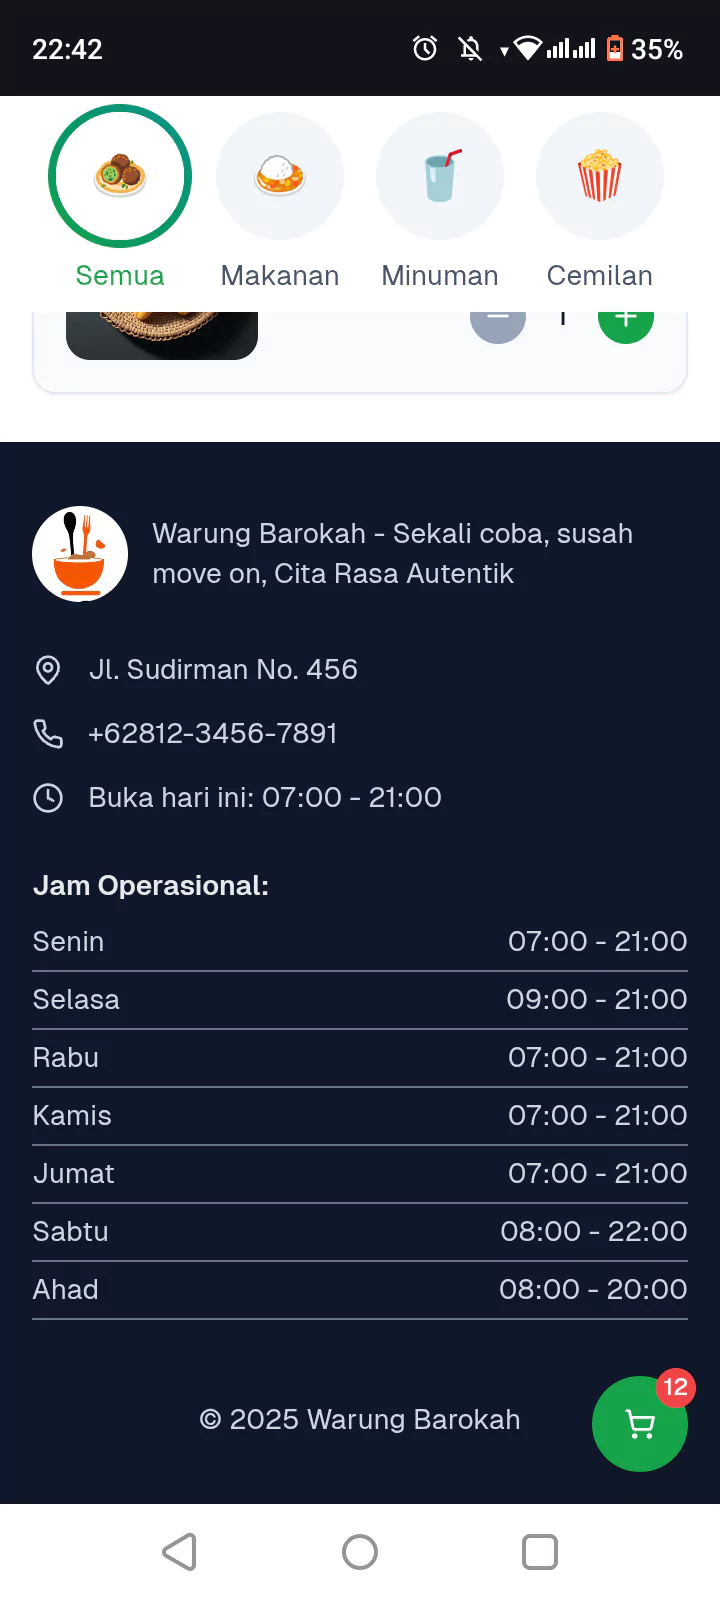 22:42
35%
Semua
Makanan
Minuman
Cemilan
1
Warung Barokah - Sekali coba, susah
move on, Cita Rasa Autentik
Jl. Sudirman No. 456
+62812-3456-7891
Buka hari ini: 07:00 - 21:00
Jam Operasional:
Senin 07:00 - 21:00
Selasa 09:00 - 21:00
Rabu 07:00 - 21:00
Kamis 07:00 - 21:00
Jumat 07:00 - 21:00
Sabtu 08:00 - 22:00
Ahad 08:00 - 20:00
12
© 2025 Warung Barokah